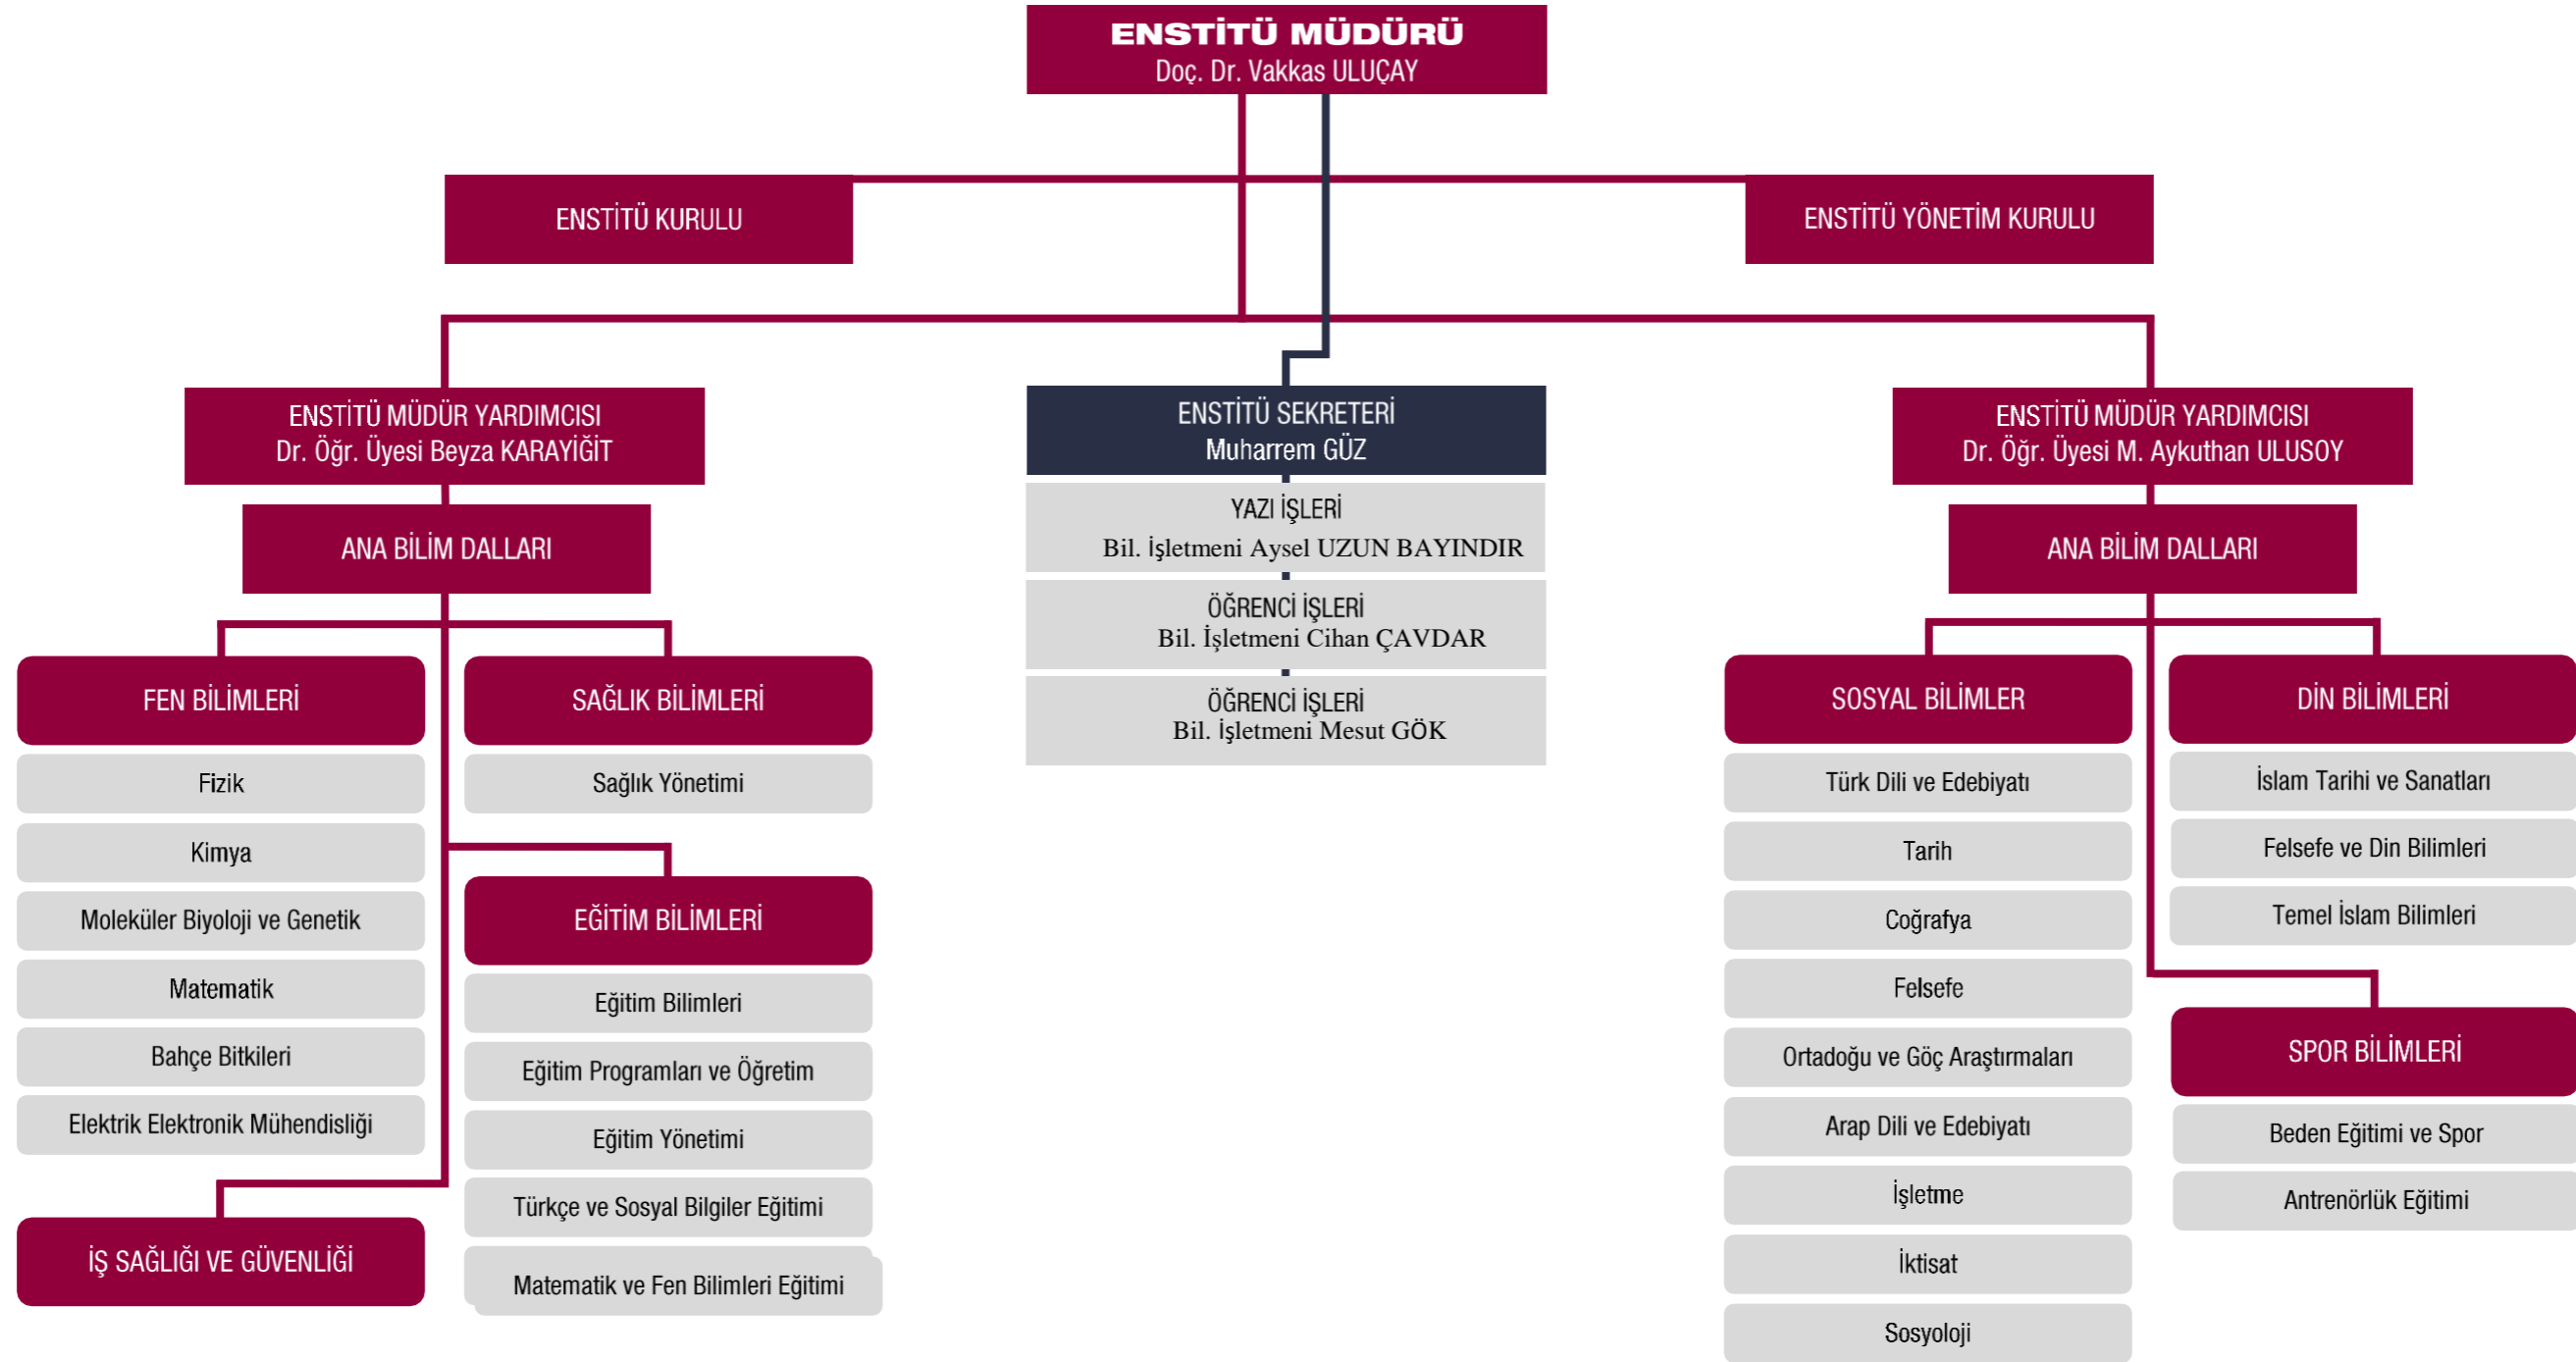 ENSTİTÜ MÜDÜRÜ
Doç. Dr. Vakkas ULUÇAY
ENSTİTÜ KURULU
ENSTİTÜ YÖNETİM KURULU
ENSTİTÜ MÜDÜR YARDIMCISI
Dr. Öğr. Üyesi Beyza KARAYİĞİT
ANA BİLİM DALLARI
FEN BİLİMLERİ
Fizik
Kimya
Moleküler Biyoloji ve Genetik
Matematik
Bahçe Bitkileri
Elektrik Elektronik Mühendisliği
İŞ SAĞLIĞI VE GÜVENLİĞİ
SAĞLIK BİLİMLERİ
Sağlık Yönetimi
EĞİTİM BİLİMLERİ
Eğitim Bilimleri
Eğitim Programları ve Öğretim
Eğitim Yönetimi
Türkçe ve Sosyal Bilgiler Eğitimi
Matematik ve Fen Bilimleri Eğitimi
ENSTİTÜ SEKRETERİ
Muharrem GÜZ
YAZI İŞLERİ
Bil. İşletmeni Aysel UZUN BAYINDIR
ÖĞRENCİ İŞLERİ
Bil. İşletmeni Cihan ÇAVDAR
ÖĞRENCİ İŞLERİ
Bil. İşletmeni Mesut GÖK
ENSTİTÜ MÜDÜR YARDIMCISI
Dr. Öğr. Üyesi M. Aykuthan ULUSOY
ANA BİLİM DALLARI
SOSYAL BİLİMLER
Türk Dili ve Edebiyatı
Tarih
Coğrafya
Felsefe
Ortadoğu ve Göç Araştırmaları
Arap Dili ve Edebiyatı
İşletme
İktisat
Sosyoloji
DİN BİLİMLERİ
İslam Tarihi ve Sanatları
Felsefe ve Din Bilimleri
Temel İslam Bilimleri
SPOR BİLİMLERİ
Beden Eğitimi ve Spor
Antrenörlük Eğitimi